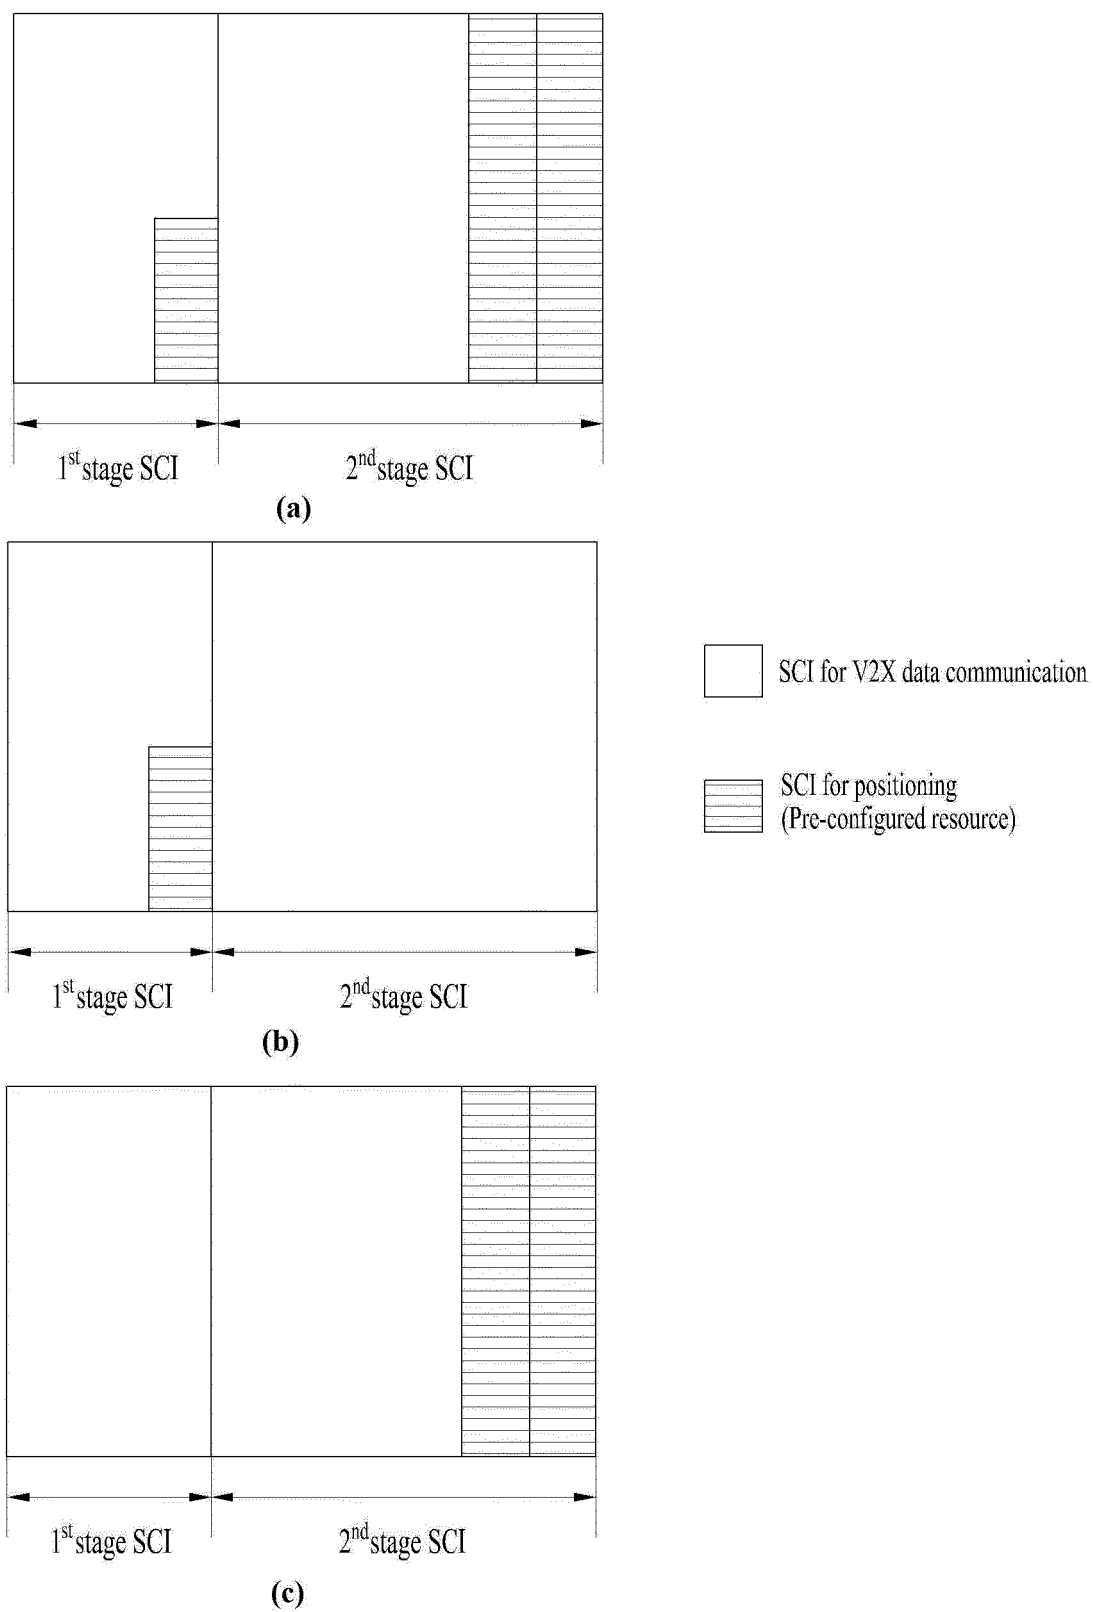 1st stage SCI
2nd stage SCI
(a)
SCI for V2X data communication
SCI for positioning
(Pre-configured resource)
1st stage SCI
2nd stage SCI
(b)
1st stage SCI
2nd stage SCI
(c)